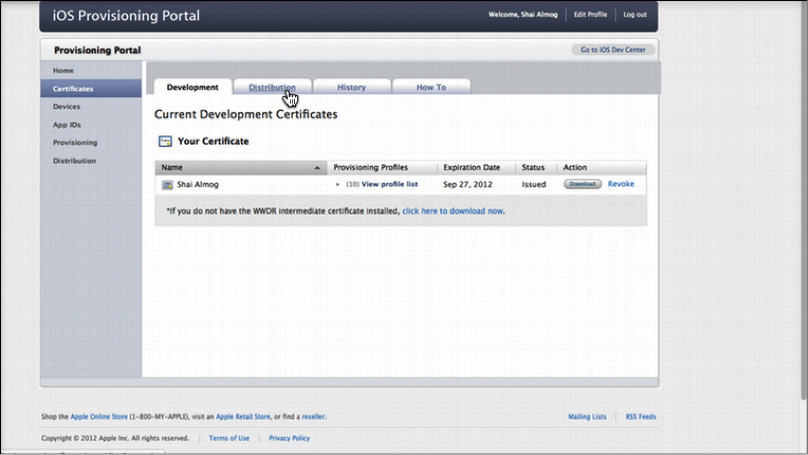 iOS Provisioning Portal
Welcome, Shai Almog Edit Profile Log out
Provisioning Portal
Go to iOS Dev Center
Home
Certificates
Devices
App IDs
Provisioning
Distribution
Development Distribution History How To
Current Development Certificates
Your Certificate
Name Provisioning Profiles Expiration Date Status Action
Shai Almog (10) View profile list Sep 27, 2012 Issued Download Revoke
*If you do not have the WWDR intermediate certificate installed, click here to download now.
Shop the Apple Online Store (1-800-MY-APPLE), visit an Apple Retail Store, or find a reseller.
Mailing Lists RSS Feeds
Copyright © 2012 Apple Inc. All rights reserved. Terms of Use Privacy Policy